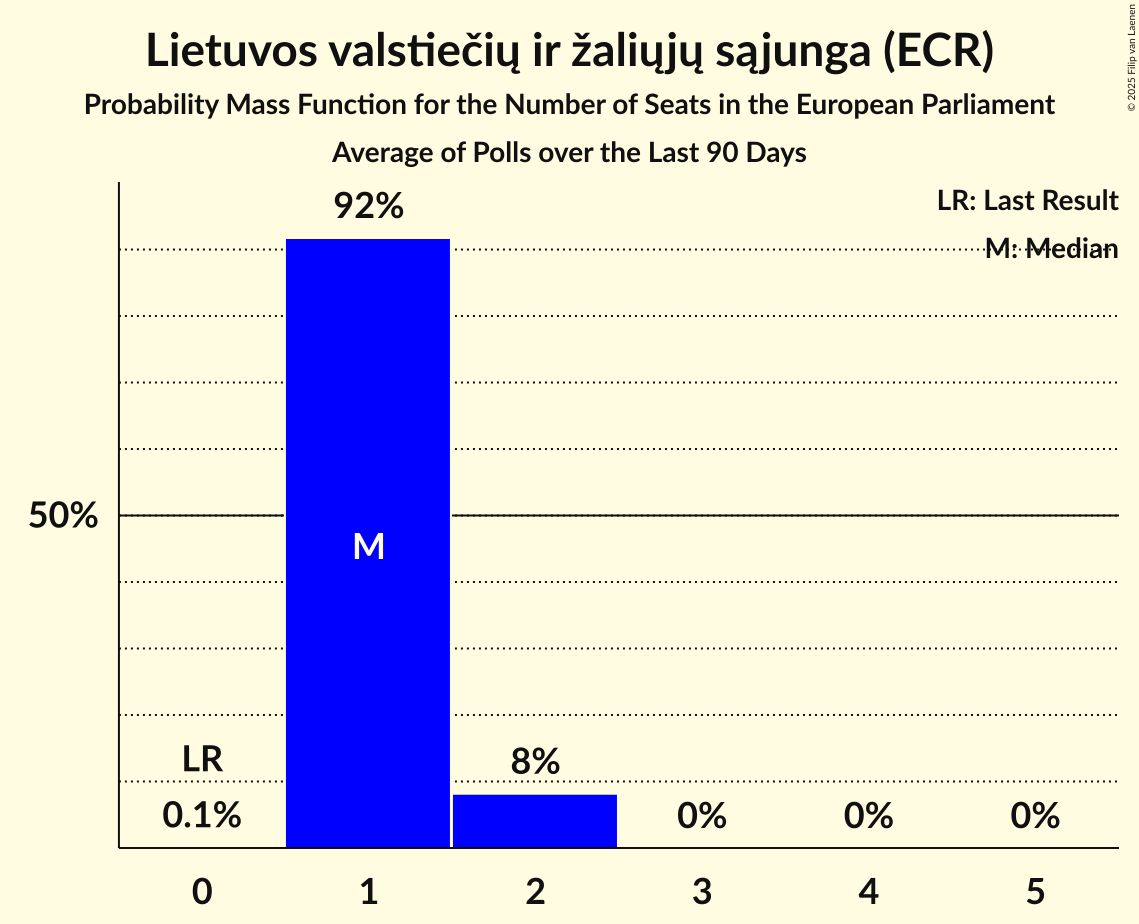 Lietuvos valstiečių ir žaliųjų sąjunga (ECR)
Probability Mass Function for the Number of Seats in the European Parliament
Average of Polls over the Last 90 Days
© 2025 Filip van Laenen
LR: Last Result
M: Median
92%
50%
M
LR
0.1%
8%
0%
0%
0%
0
1
2
3
4
5